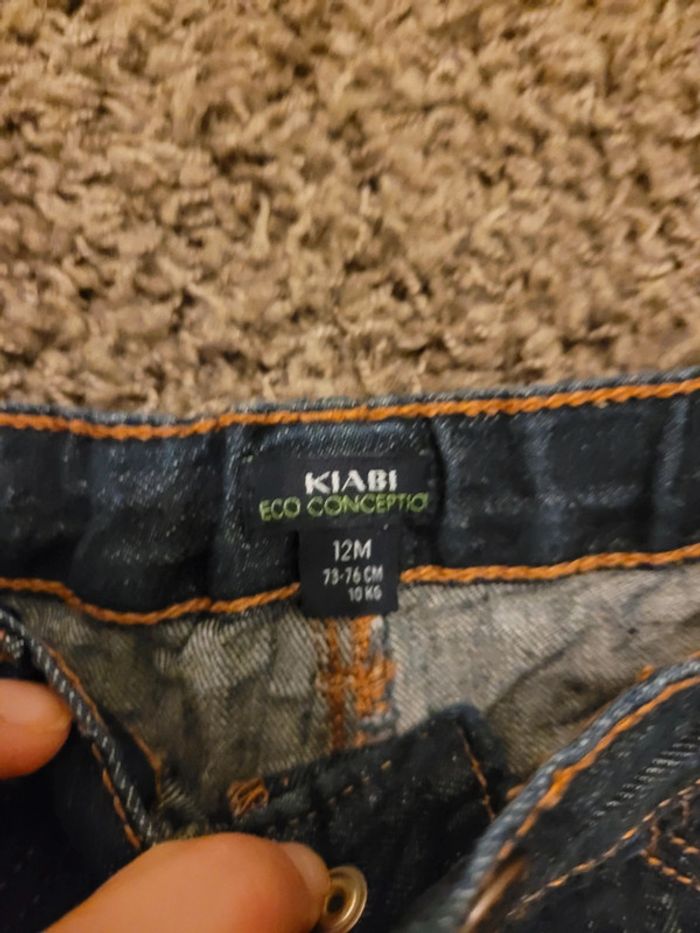 KIABI
ECO CONCEPTIO
12M
73-76 CM
10 KG